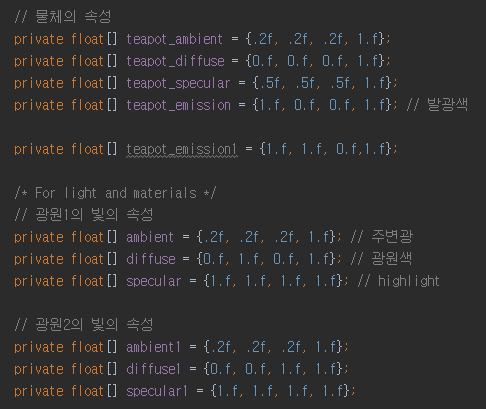 // 물체의 속성
private float[] teapot_ambient = {.2f, .2f, .2f, 1.f};
private float[] teapot_diffuse = {0.f, 0.f, 0.f, 1.f};
private float[] teapot_specular = {.5f, .5f, .5f, 1.f};
private float[] teapot_emission = {1.f, 0.f, 0.f, 1.f}; // 발광색
private float[] teapot_emission1 = {1.f, 1.f, 0.f,1.f};
/* For light and materials */
// 광원1의 빛의 속성
private float[] ambient = {.2f, .2f, .2f, 1.f}; // 주변광
private float[] diffuse = {0.f, 1.f, 0.f, 1.f}; // 광원색
private float[] specular = {1.f, 1.f, 1.f, 1.f}; // highlight
// 광원2의 빛의 속성
private float[] ambient1 = {.2f, .2f, .2f, 1.f};
private float[] diffuse1 = {0.f, 0.f, 1.f, 1.f};
private float[] specular1 = {1.f, 1.f, 1.f, 1.f};